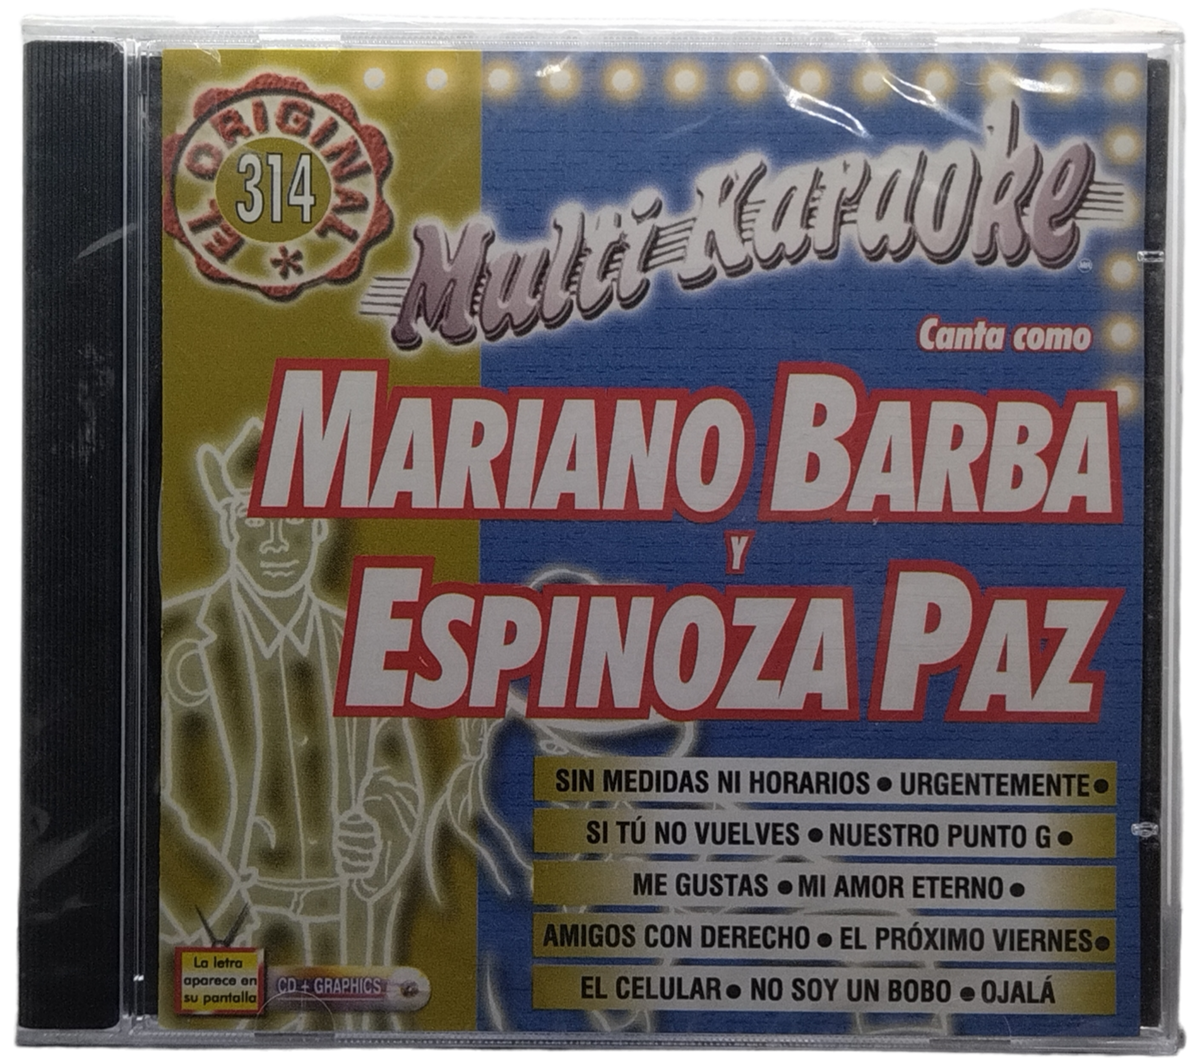 EL ORIGINAL *
314
Multi Karaoke
Canta como
MARIANO BARBA
Y
ESPINOZA PAZ
SIN MEDIDAS NI HORARIOS ● URGENTEMENTE ●
SI TÚ NO VUELVES ● NUESTRO PUNTO G ●
ME GUSTAS ● MI AMOR ETERNO ●
AMIGOS CON DERECHO ● EL PRÓXIMO VIERNES ●
EL CELULAR ● NO SOY UN BOBO ● OJALÁ
La letra
aparece en
su pantalla
CD + GRAPHICS